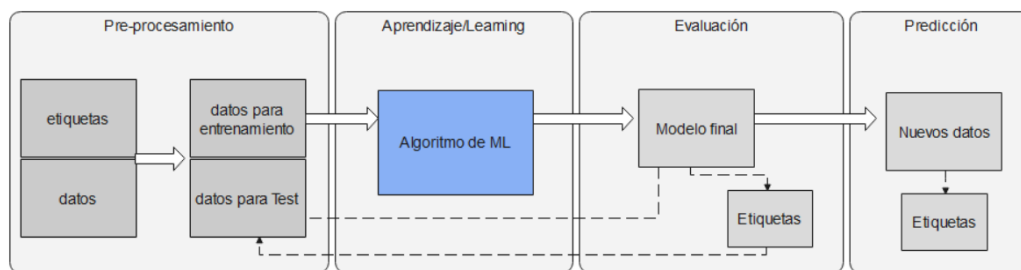 Pre-procesamiento
Aprendizaje/Learning
Evaluación
Predicción
etiquetas
datos
datos para
entrenamiento
datos para Test
Algoritmo de ML
Modelo final
Etiquetas
Nuevos datos
Etiquetas